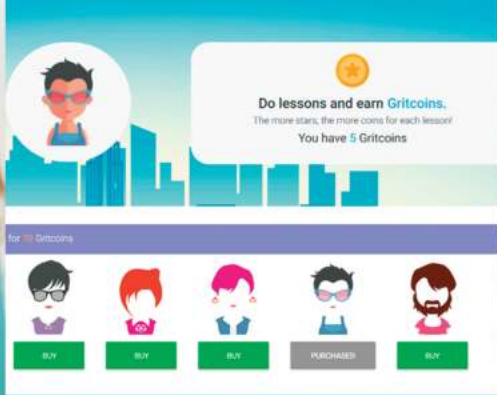 Do lessons and earn Gritcoins.
The more stars, the more coins for each lesson!
You have 5 Gritcoins
for Gritcoins
BUY
BUY
BUY
PURCHASED
BUY